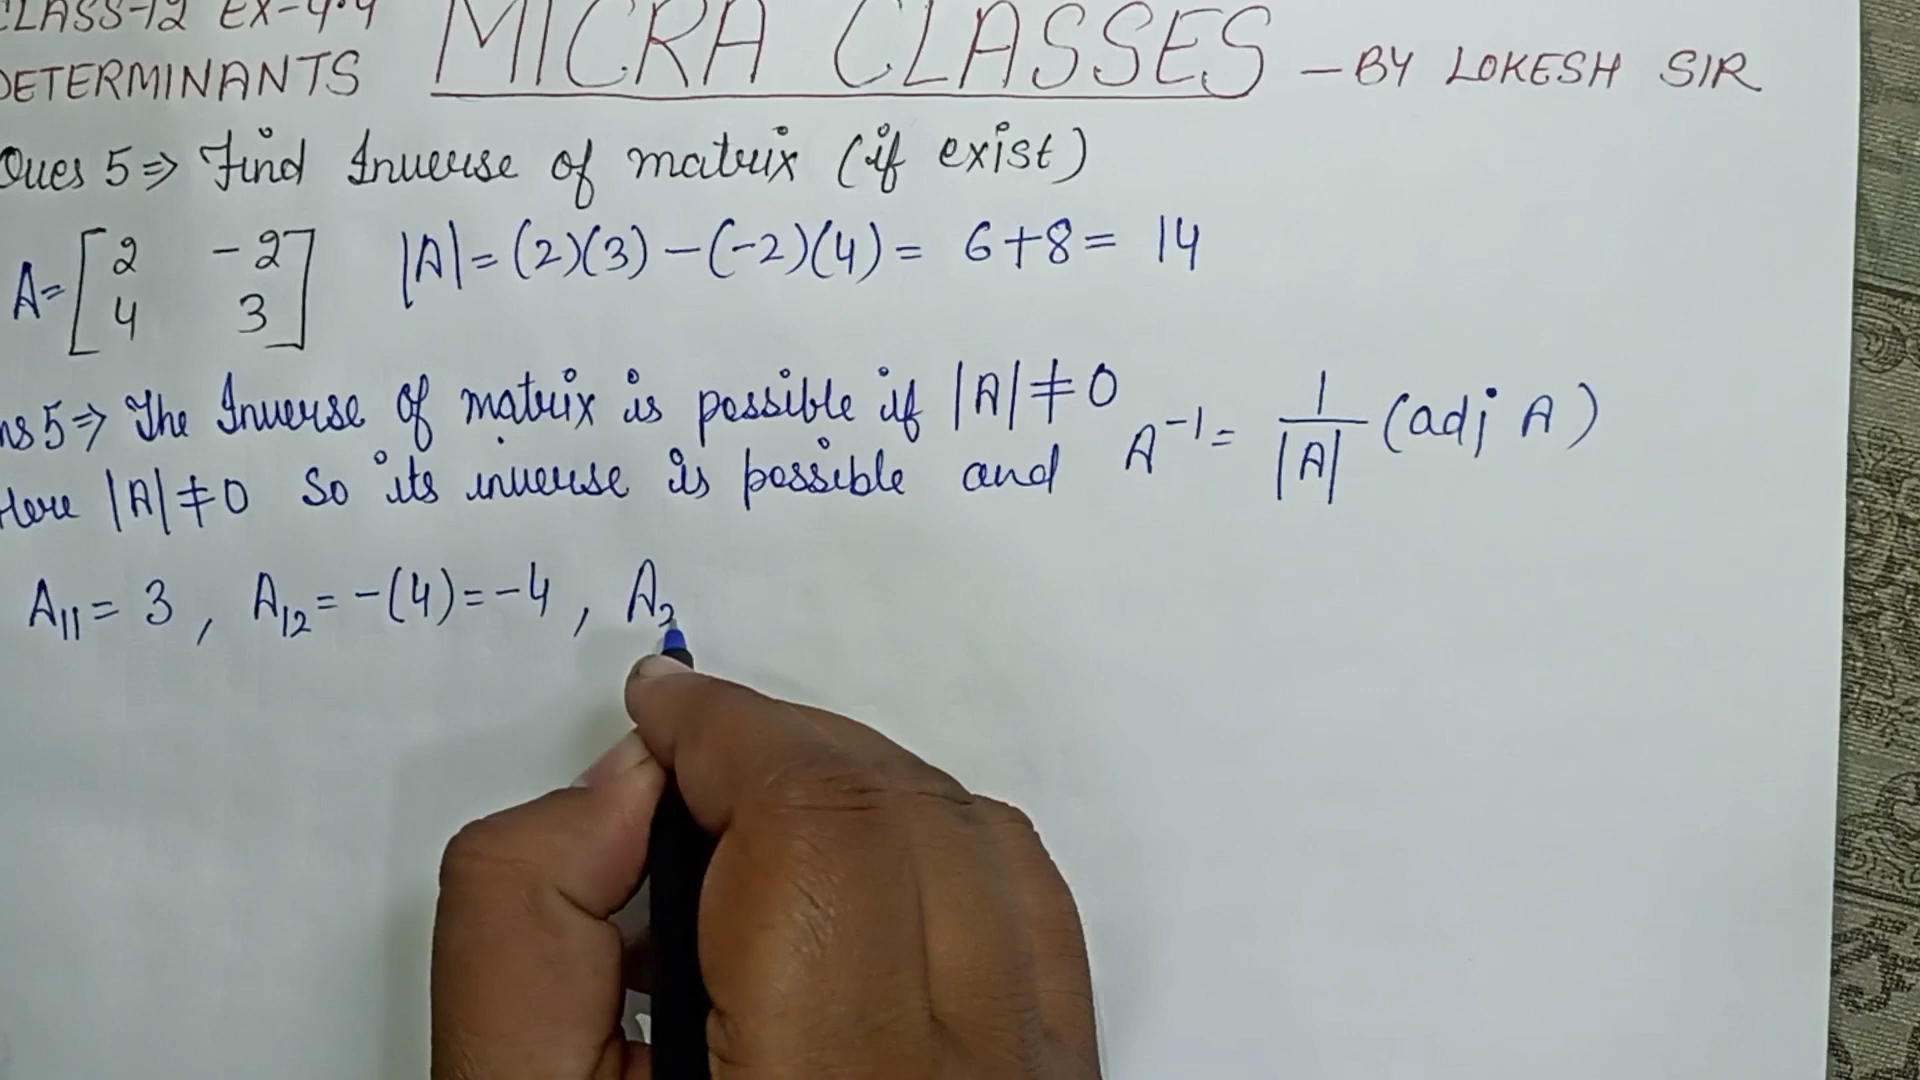 CLASS-12 EX-4.4
DETERMINANTS MICRA CLASSES - BY LOKESH SIR
Ques 5⇒ Find Inverse of matrix (if exist)
A= [2 -2
4 3] |A| = (2)(3) - (-2)(4) = 6+8 = 14
ns 5⇒ The Inverse of matrix is possible if |A|≠0
Here |A|≠0 So its inverse is possible and A⁻¹ = 1/|A| (adj A)
A₁₁ = 3 , A₁₂ = -(4) = -4 , A₂